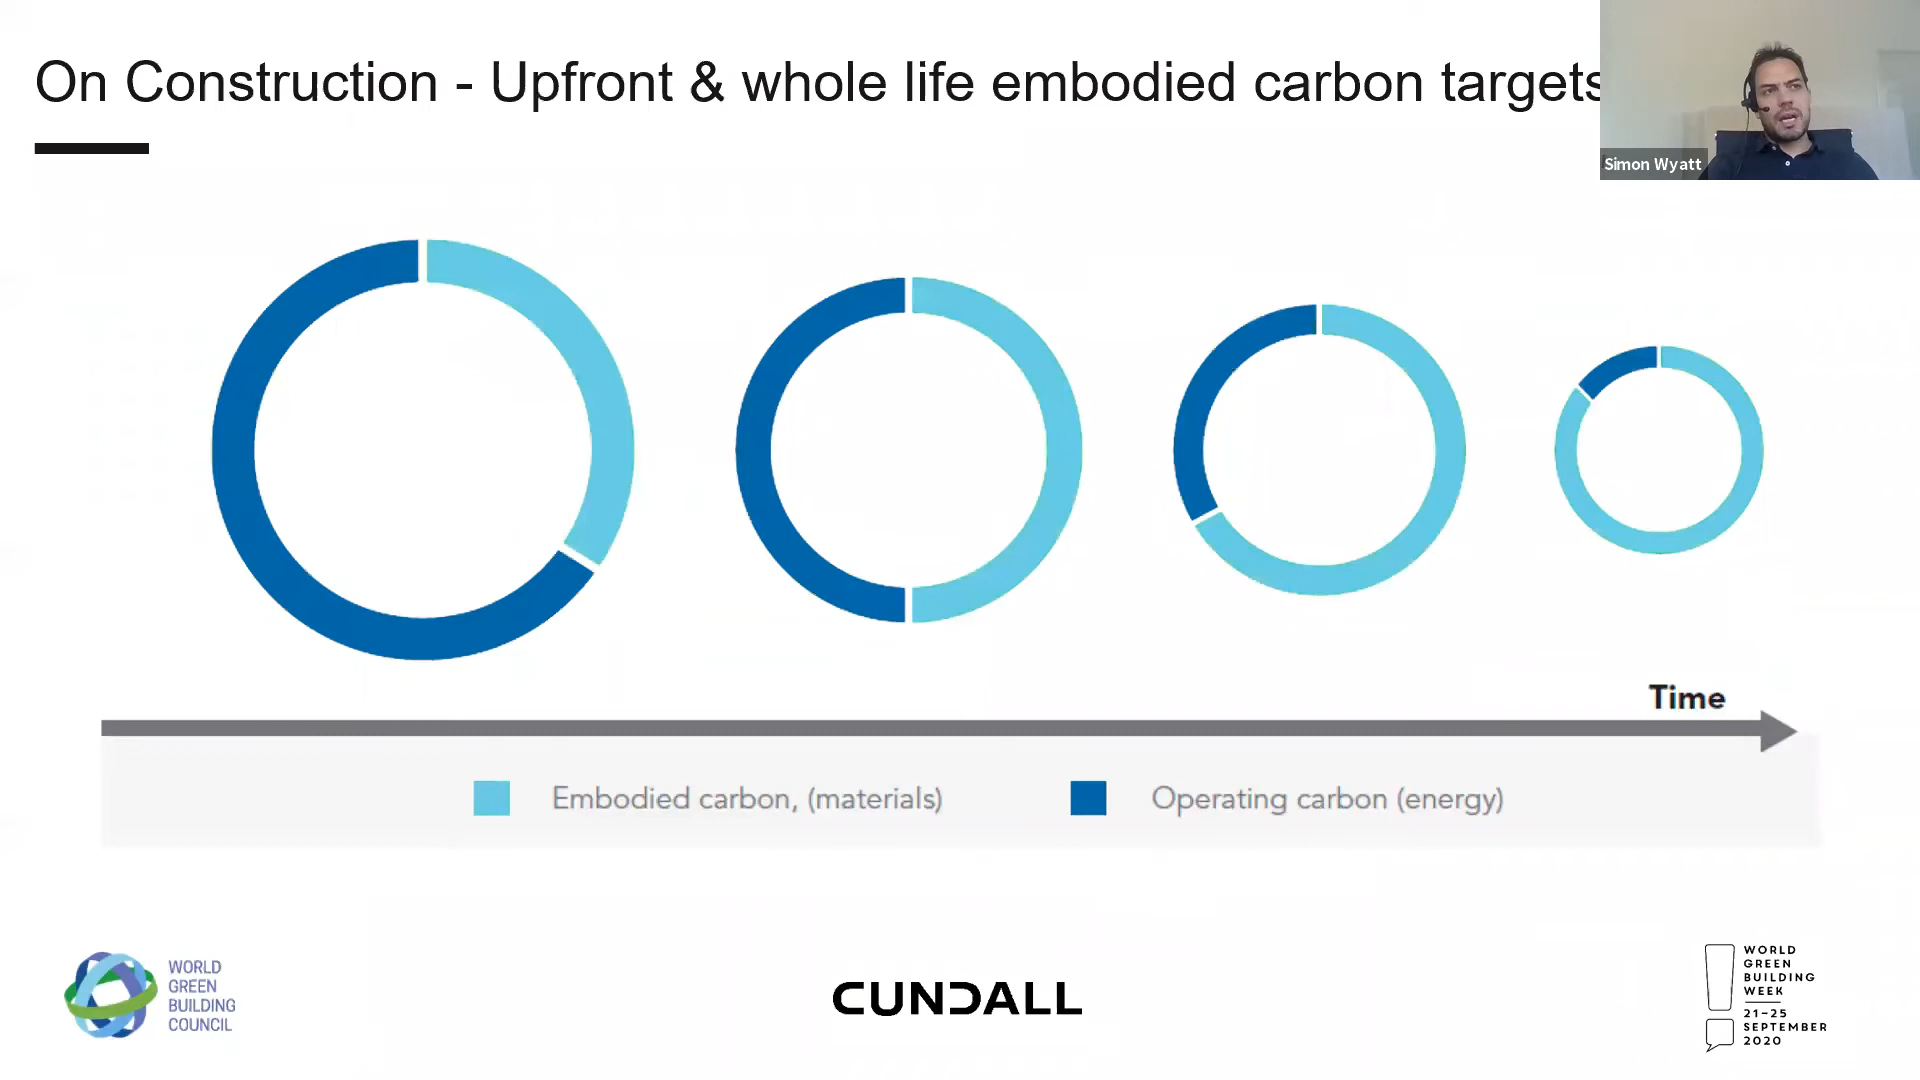 On Construction - Upfront & whole life embodied carbon targets
Simon Wyatt
Time
Embodied carbon, (materials)
Operating carbon (energy)
WORLD
GREEN
BUILDING
COUNCIL
CUNDALL
WORLD
GREEN
BUILDING
WEEK
21–25
SEPTEMBER
2020